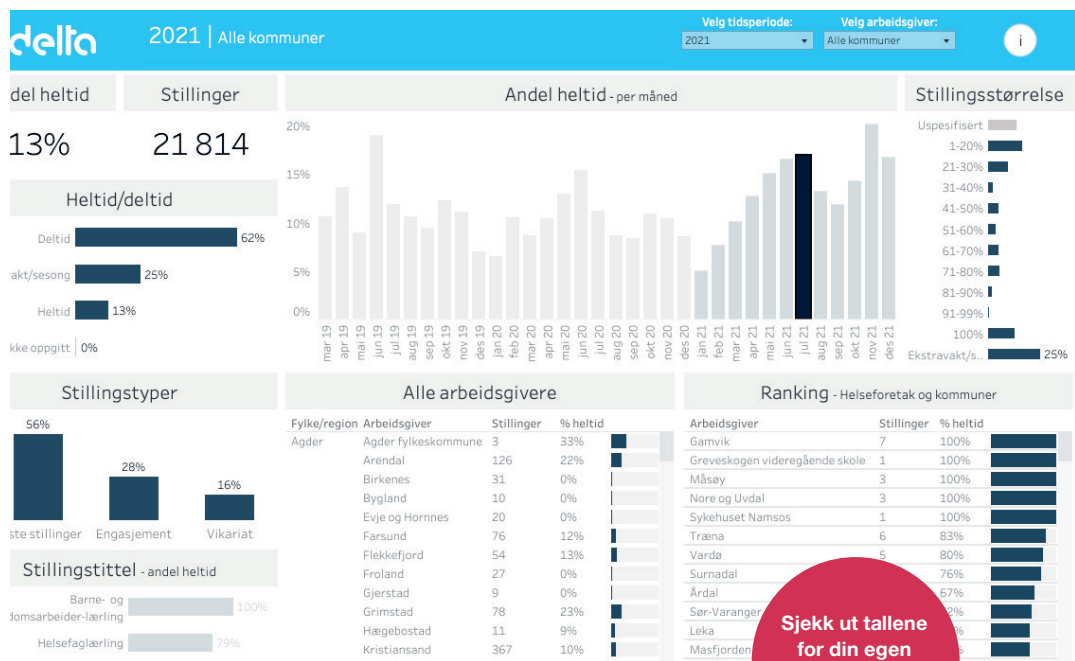 delta
2021 | Alle kommuner
Velg tidsperiode:
2021
Velg arbeidsgiver:
Alle kommuner
i
del heltid
13%
Stillinger
21 814
Heltid/deltid
Deltid 62%
akt/sesong 25%
Heltid 13%
kke oppgitt 0%
Stillingstyper
56%
28%
16%
ste stillinger Engasjement Vikariat
Stillingstittel - andel heltid
Barne- og
domsarbeider-lærling 100%
Helsefaglærling 79%
Andel heltid - per måned
20%
15%
10%
5%
0%
mar 19
apr 19
mai 19
jun 19
jul 19
aug 19
sep 19
okt 19
nov 19
des 19
jan 20
feb 20
mar 20
apr 20
mai 20
jun 20
jul 20
aug 20
sep 20
okt 20
nov 20
des 20
jan 21
feb 21
mar 21
apr 21
mai 21
jun 21
jul 21
aug 21
sep 21
okt 21
nov 21
des 21
Stillingsstørrelse
Uspesifisert
1-20%
21-30%
31-40%
41-50%
51-60%
61-70%
71-80%
81-90%
91-99%
100%
Ekstravakt/s.. 25%
Alle arbeidsgivere
Fylke/region Arbeidsgiver Stillinger % heltid
Agder Agder fylkeskommune 3 33%
Arendal 126 22%
Birkenes 31 0%
Bygland 10 0%
Evje og Hornnes 20 0%
Farsund 76 12%
Flekkefjord 54 13%
Froland 27 0%
Gjerstad 9 0%
Grimstad 78 23%
Hægebostad 11 9%
Kristiansand 367 10%
Ranking - Helseforetak og kommuner
Arbeidsgiver Stillinger % heltid
Gamvik 7 100%
Greveskogen videregående skole 1 100%
Måsøy 3 100%
Nore og Uvdal 3 100%
Sykehuset Namsos 1 100%
Træna 6 83%
Vardø 5 80%
Surnadal 76%
Årdal 67%
Sør-Varanger
Leka
Masfjorden
Sjekk ut tallene
for din egen